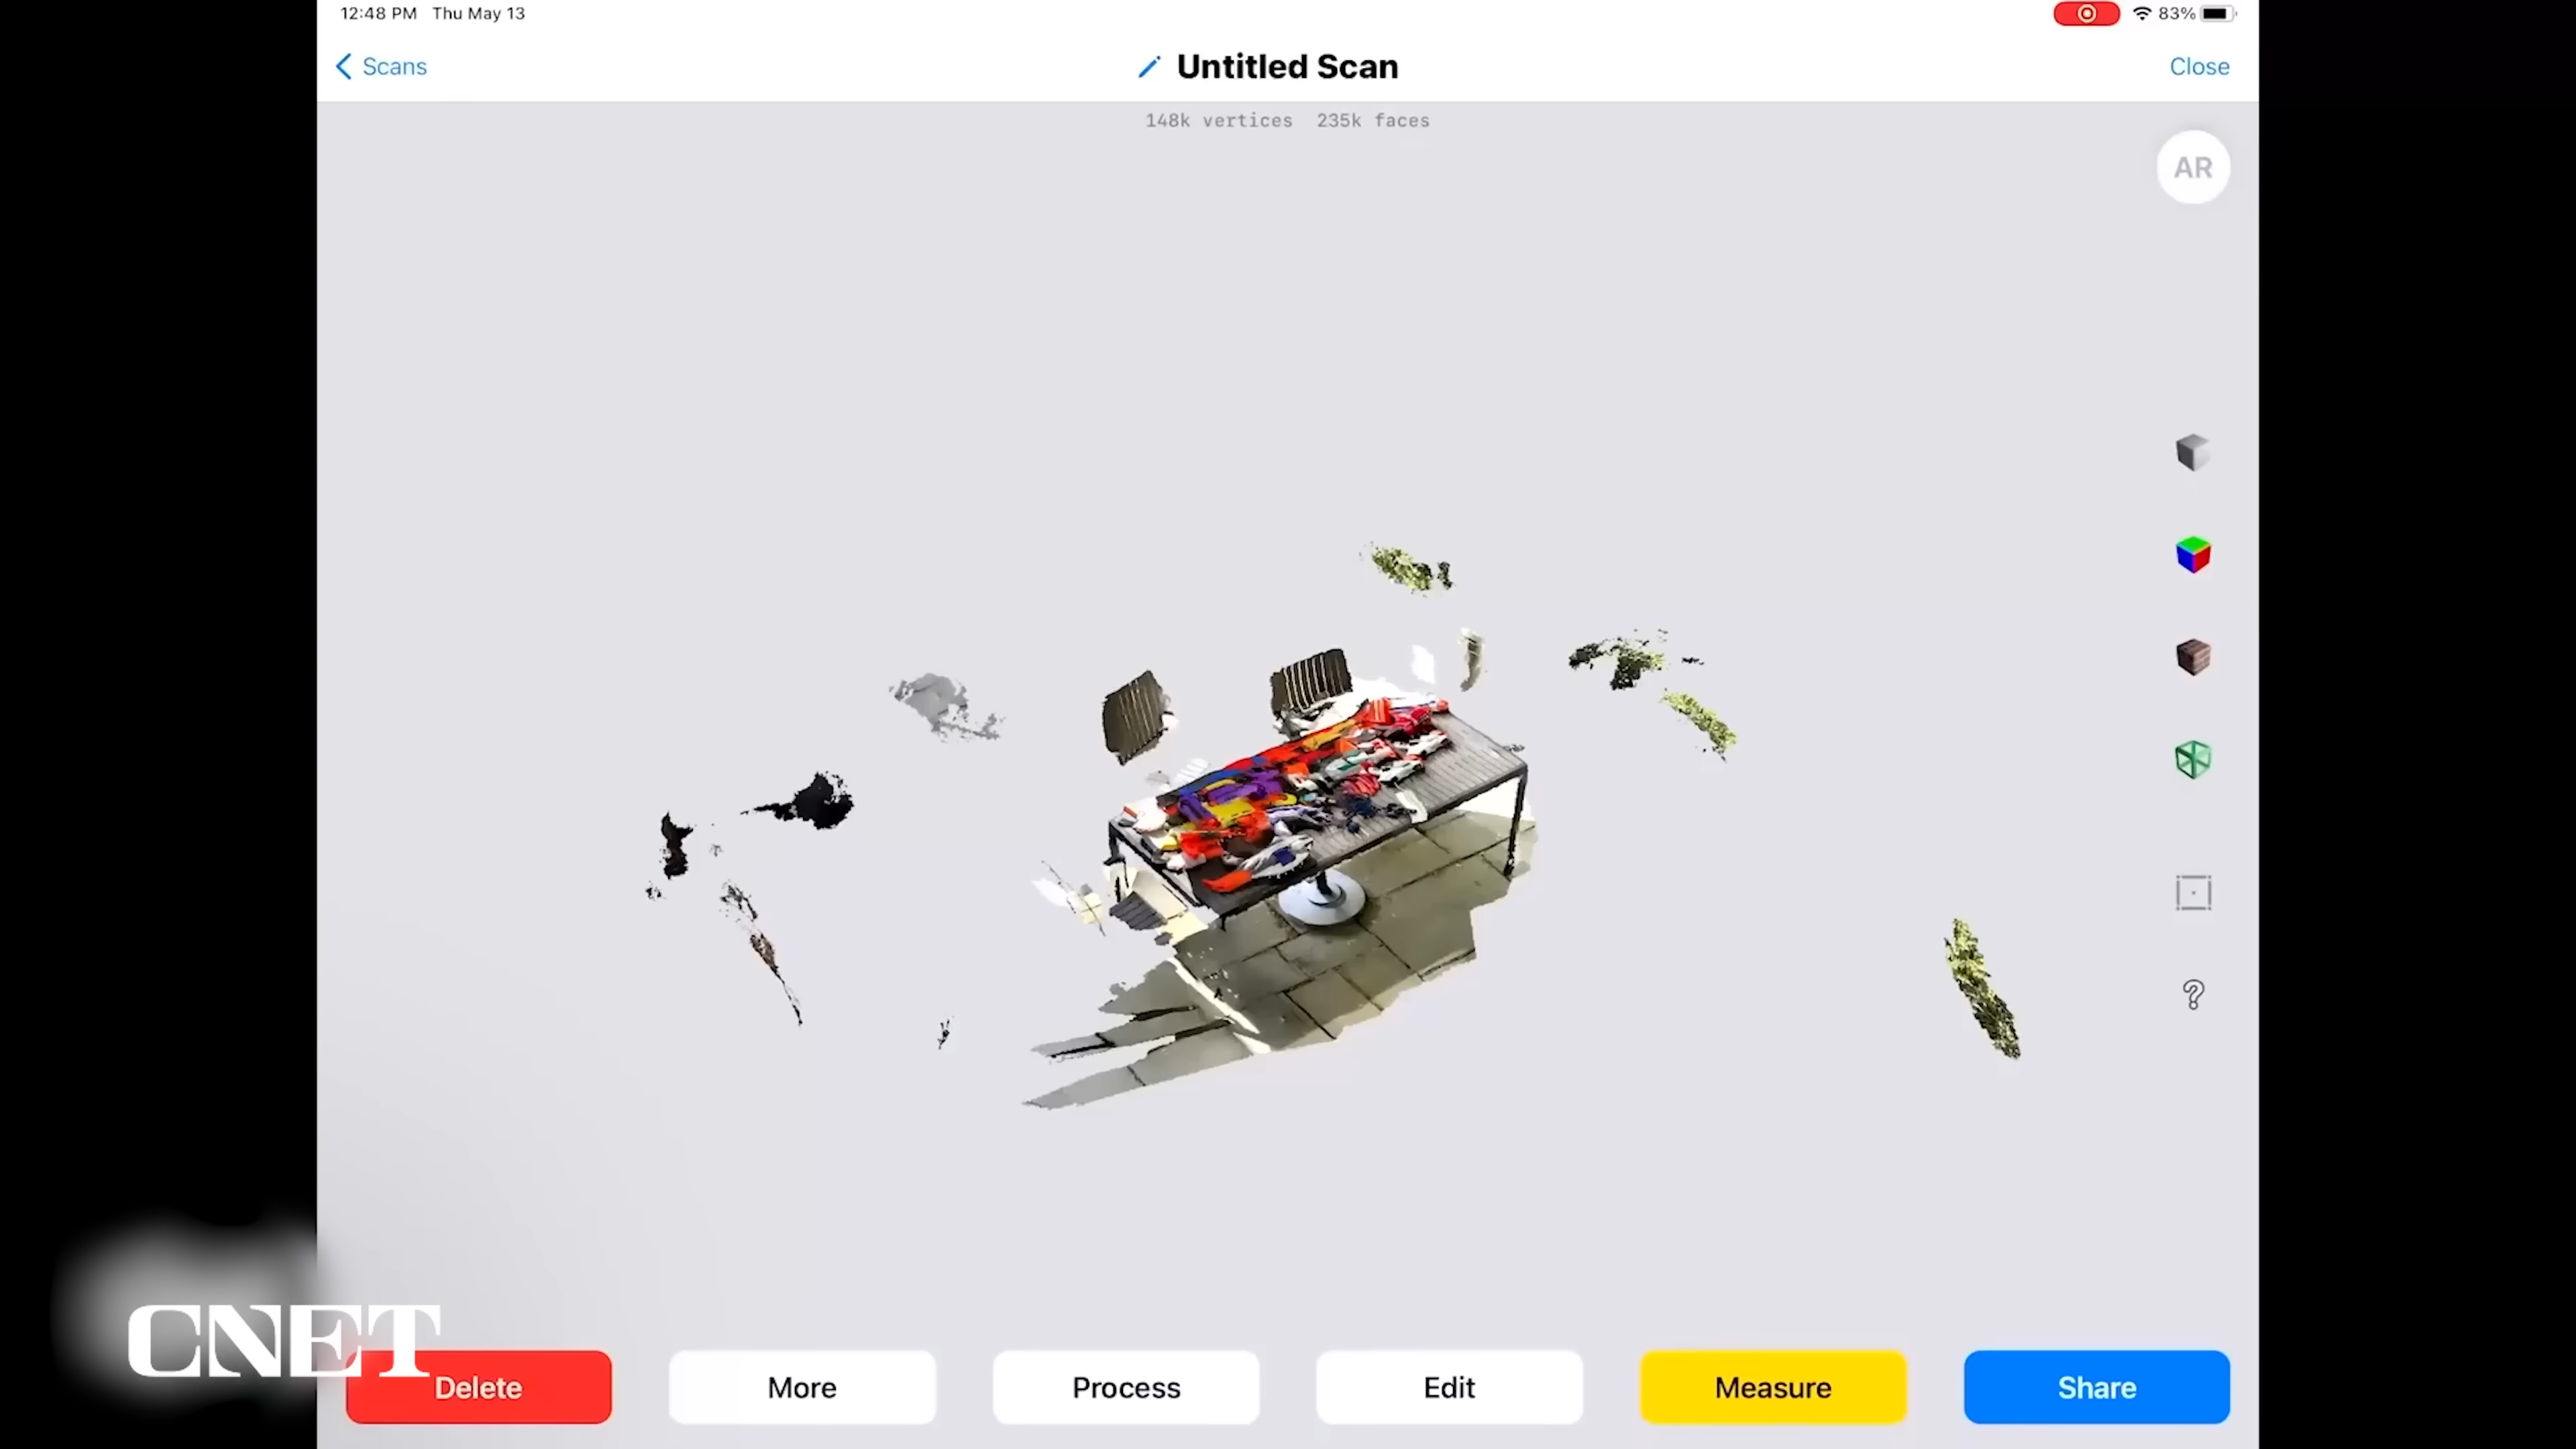 12:48 PM Thu May 13
83%
Scans
Untitled Scan
Close
148k vertices 235k faces
AR
?
CNET
Delete
More
Process
Edit
Measure
Share